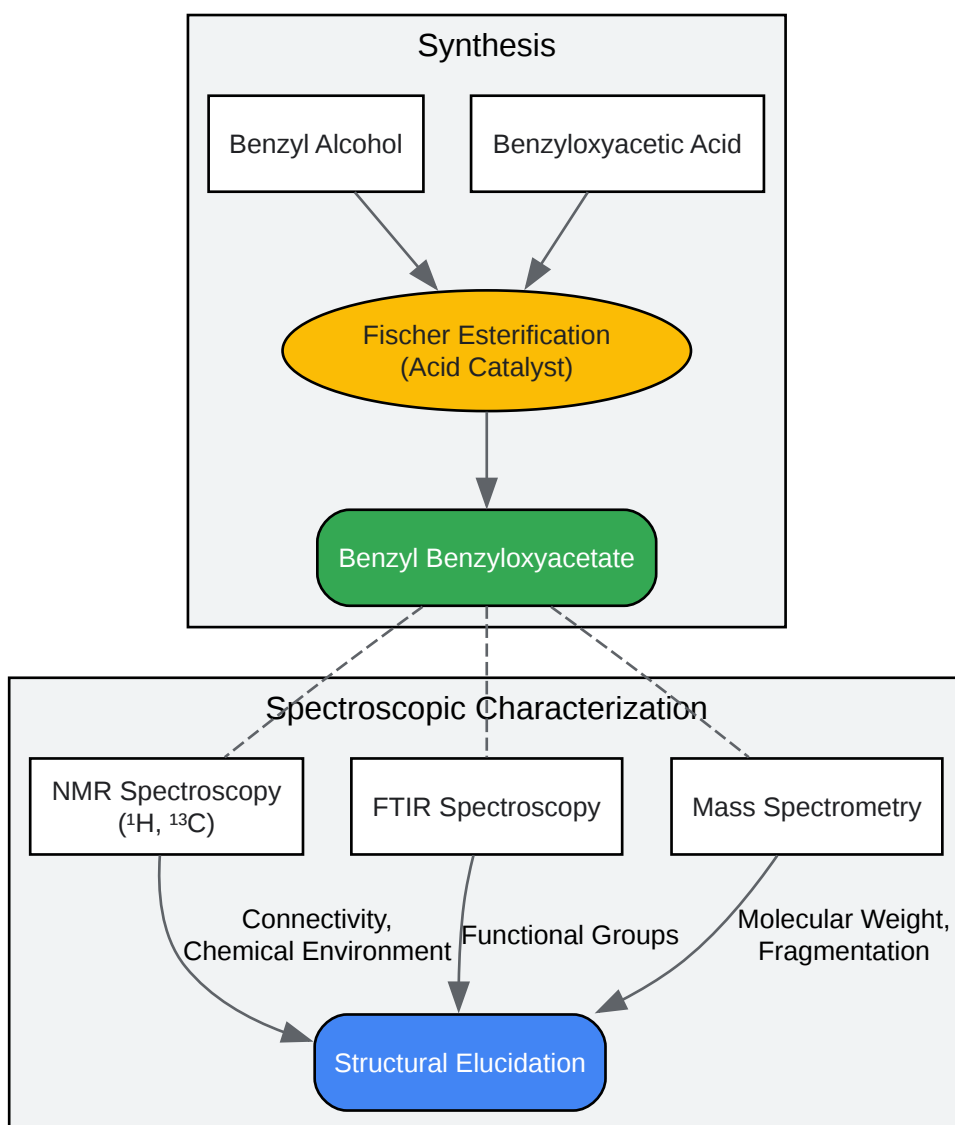 Synthesis
Benzyl Alcohol
Benzyloxyacetic Acid
Fischer Esterification
(Acid Catalyst)
Benzyl Benzyloxyacetate
Spectroscopic Characterization
NMR Spectroscopy
(¹H, ¹³C)
FTIR Spectroscopy
Mass Spectrometry
Connectivity,
Chemical Environment
Functional Groups
Molecular Weight,
Fragmentation
Structural Elucidation